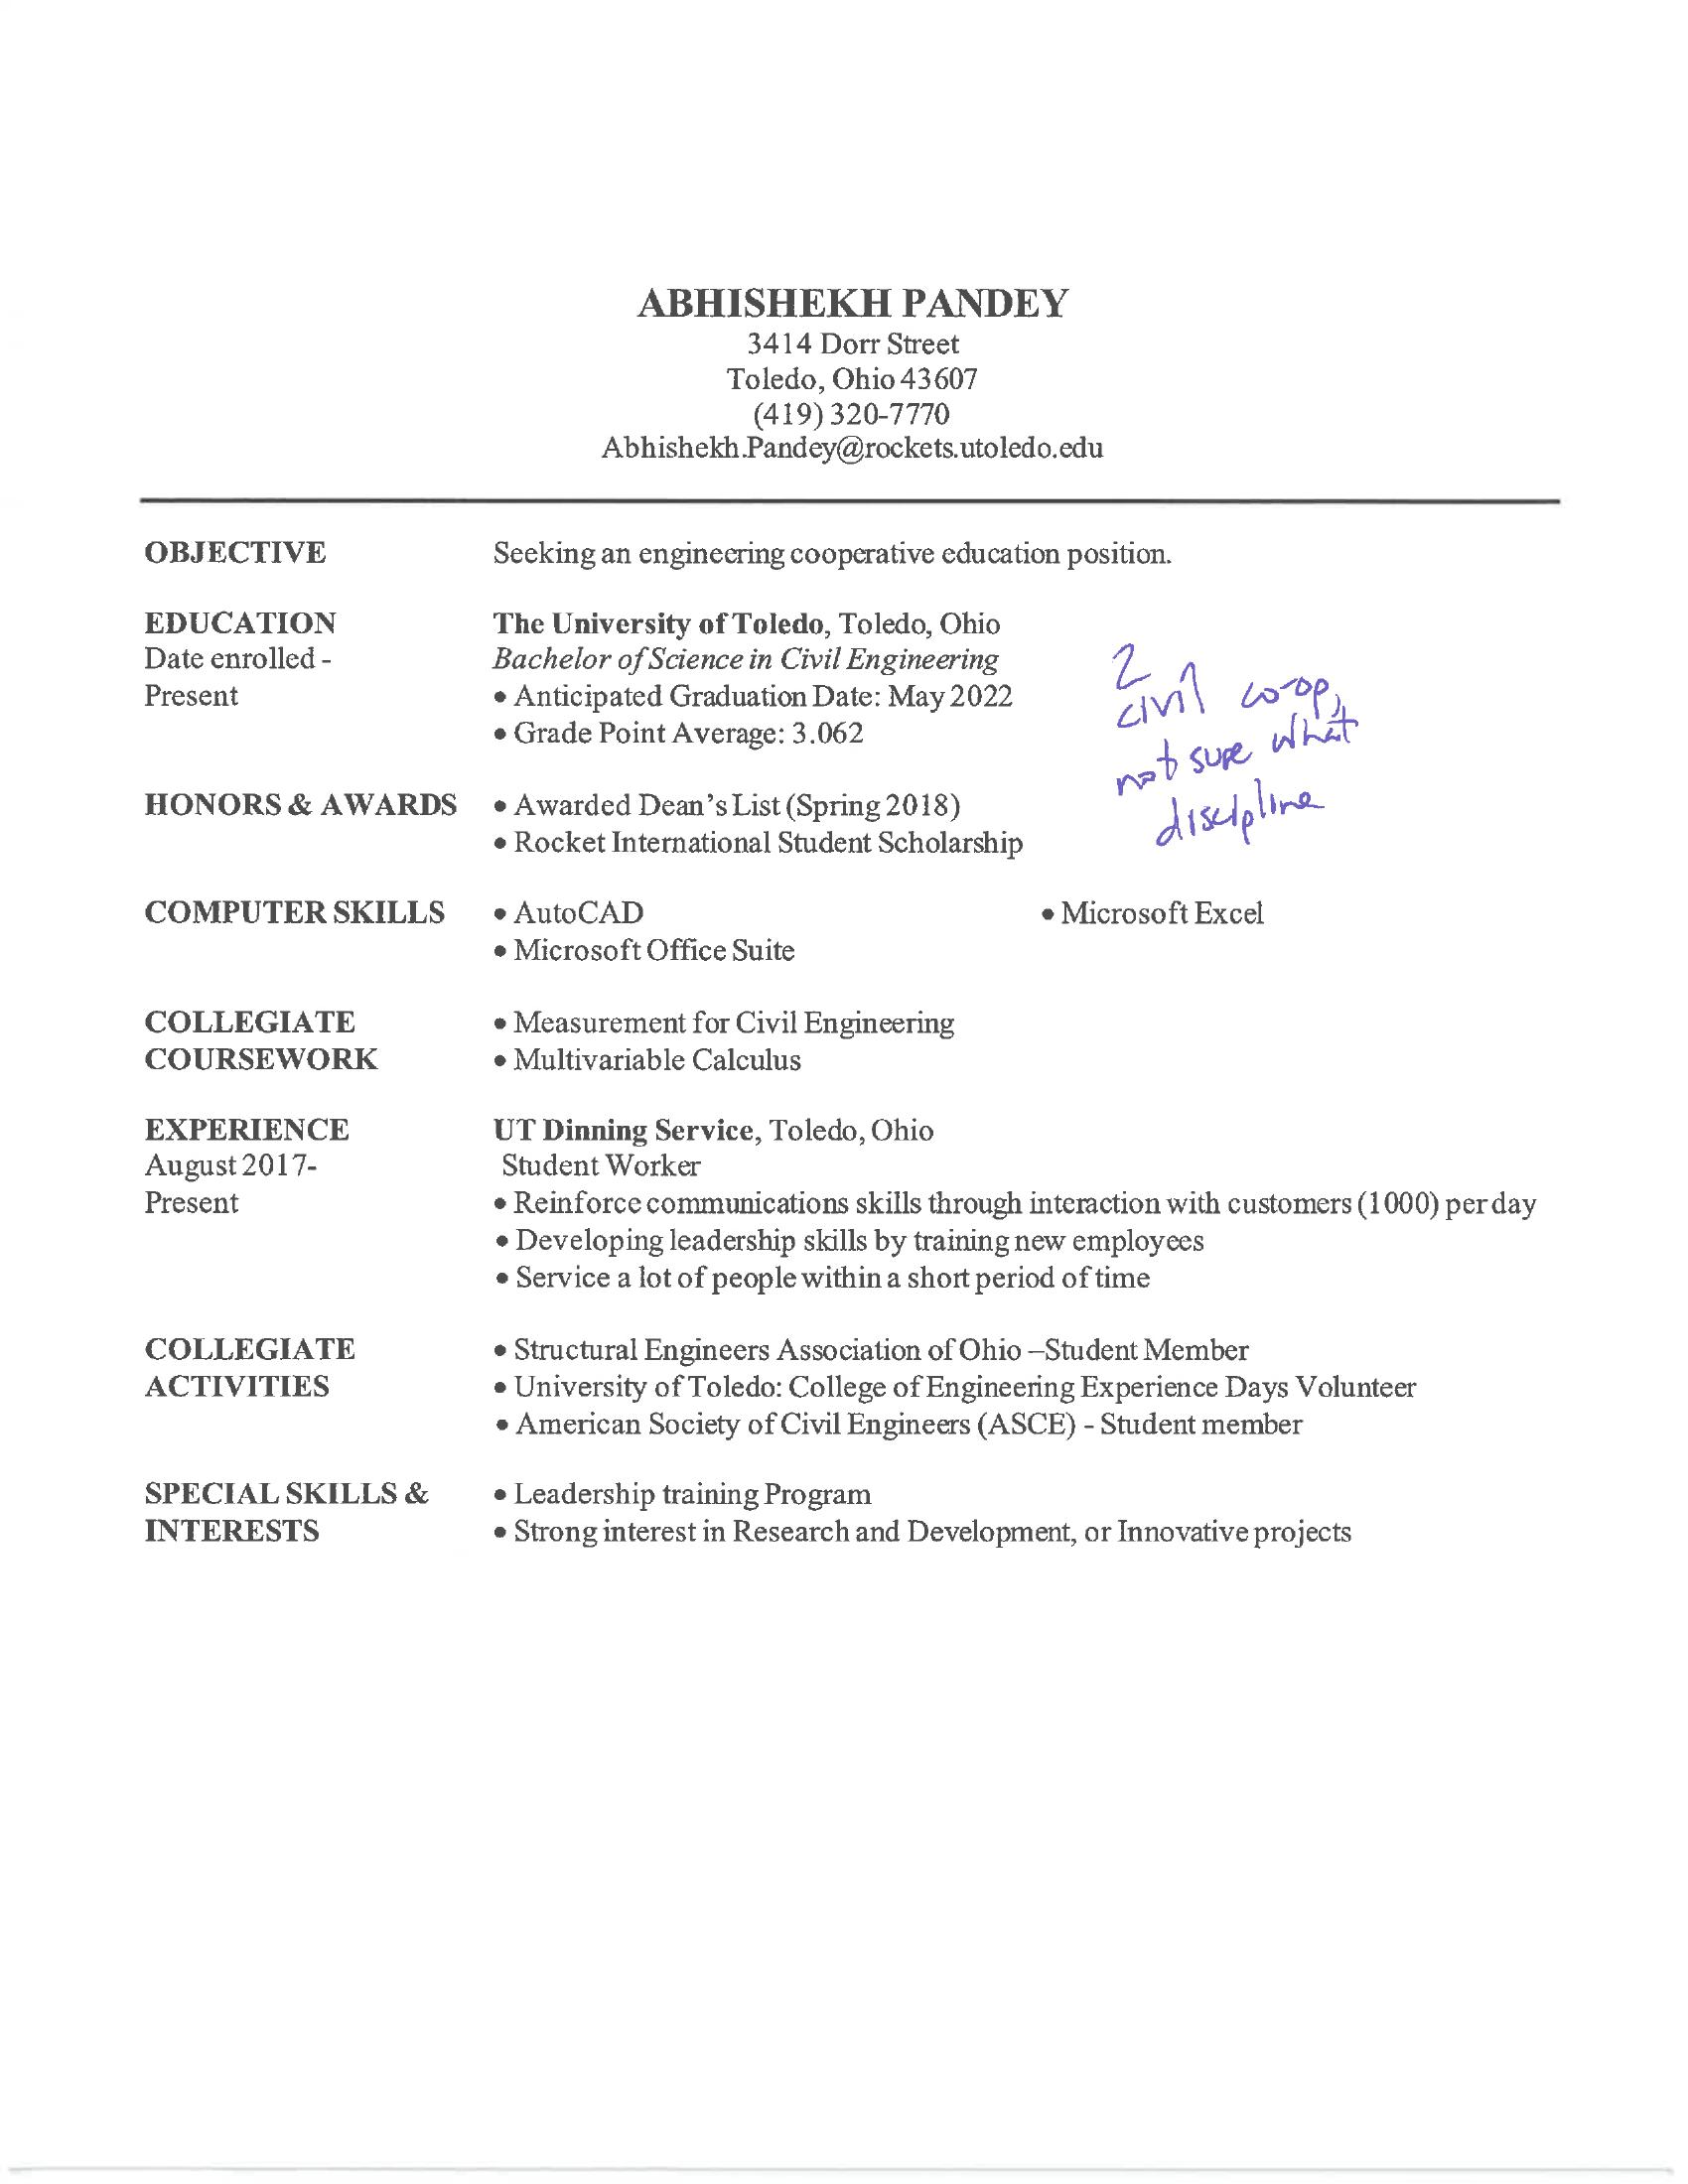 ABHISHEKH PANDEY
3414 Dorr Street
Toledo, Ohio 43607
(419) 320-7770
Abhishekh.Pandey@rockets.utoledo.edu
OBJECTIVE Seeking an engineering cooperative education position.
EDUCATION The University of Toledo, Toledo, Ohio
Date enrolled - Bachelor of Science in Civil Engineering
Present • Anticipated Graduation Date: May 2022
• Grade Point Average: 3.062
2
civil co-op,
not sure what
discipline
HONORS & AWARDS • Awarded Dean's List (Spring 2018)
• Rocket International Student Scholarship
COMPUTER SKILLS • AutoCAD • Microsoft Excel
• Microsoft Office Suite
COLLEGIATE • Measurement for Civil Engineering
COURSEWORK • Multivariable Calculus
EXPERIENCE UT Dinning Service, Toledo, Ohio
August 2017- Student Worker
Present • Reinforce communications skills through interaction with customers (1000) per day
• Developing leadership skills by training new employees
• Service a lot of people within a short period of time
COLLEGIATE • Structural Engineers Association of Ohio –Student Member
ACTIVITIES • University of Toledo: College of Engineering Experience Days Volunteer
• American Society of Civil Engineers (ASCE) - Student member
SPECIAL SKILLS & • Leadership training Program
INTERESTS • Strong interest in Research and Development, or Innovative projects